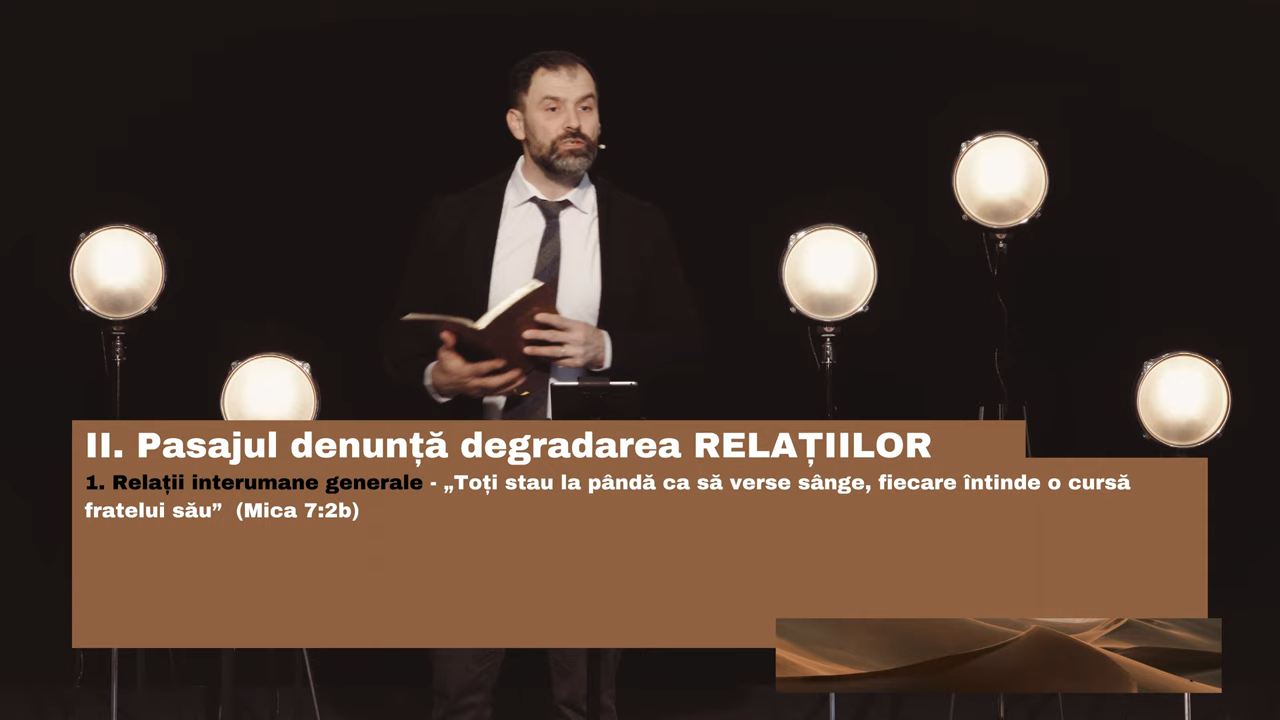 II. Pasajul denunță degradarea RELAȚIILOR
1. Relații interumane generale - „Toți stau la pândă ca să verse sânge, fiecare întinde o cursă
fratelui său” (Mica 7:2b)